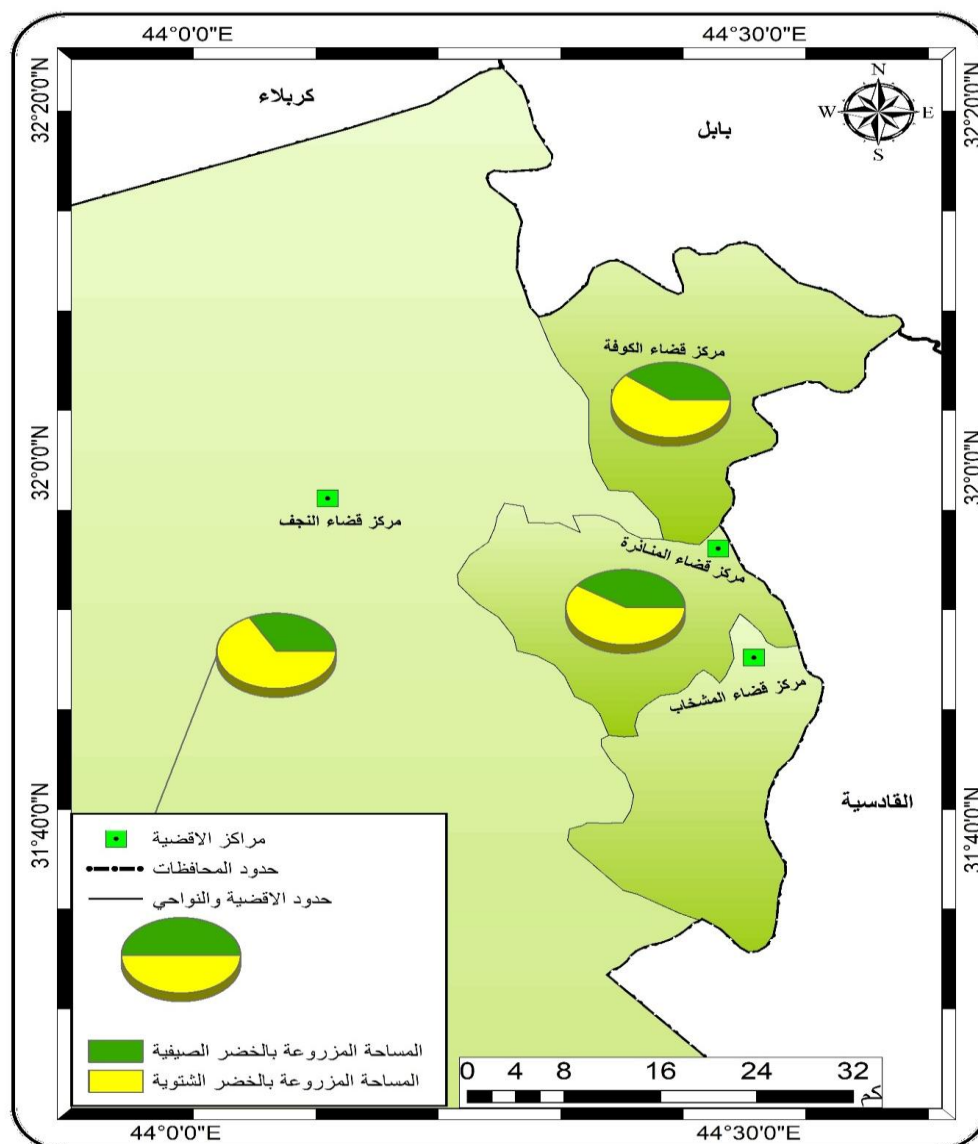 44°0'0"E
44°30'0"E
32°20'0"N
32°20'0"N
كربلاء
بابل
N
W
E
S
مركز قضاء الكوفة
32°0'0"N
32°0'0"N
مركز قضاء النجف
مركز قضاء المناذرة
مركز قضاء المشخاب
القادسية
31°40'0"N
31°40'0"N
مراكز الاقضية
حدود المحافظات
حدود الاقضية والنواحي
المساحة المزروعة بالخضر الصيفية
المساحة المزروعة بالخضر الشتوية
0 4 8 16 24 32
كم
44°0'0"E
44°30'0"E